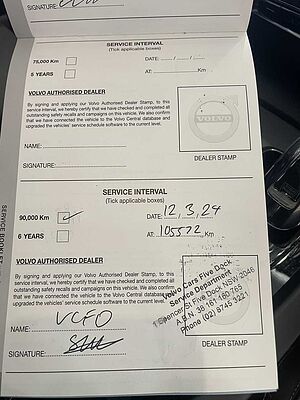 SIGNATURE:
SERVICE INTERVAL
(Tick applicable boxes)
75,000 Km
DATE:
5 YEARS
AT: Km
VOLVO AUTHORISED DEALER
By signing and applying our Volvo Authorised Dealer Stamp, to this
service interval, we hereby certify that we have checked and completed all
outstanding safety recalls and campaigns on this vehicle. We also confirm
that we have connected the vehicle to the Volvo Central database and
upgraded the vehicles' service schedule software to the current level.
VOLVO
NAME:
DEALER STAMP
SIGNATURE:
SERVICE INTERVAL
(Tick applicable boxes)
90,000 Km
DATE: 12, 3, 24
6 YEARS
AT: 105572 Km
VOLVO AUTHORISED DEALER
By signing and applying our Volvo Authorised Dealer Stamp, to this
service interval, we hereby certify that we have checked and completed all
outstanding safety recalls and campaigns on this vehicle. We also confirm
that we have connected the vehicle to the Volvo Central database and
upgraded the vehicles' service schedule software to the current level.
Volvo Cars Five Dock
Service Department
Spencer St Five Dock NSW 2046
A.B.N.
Phone (02) 8745
NAME: VCFD
SIGNATURE:
DEALER STAMP